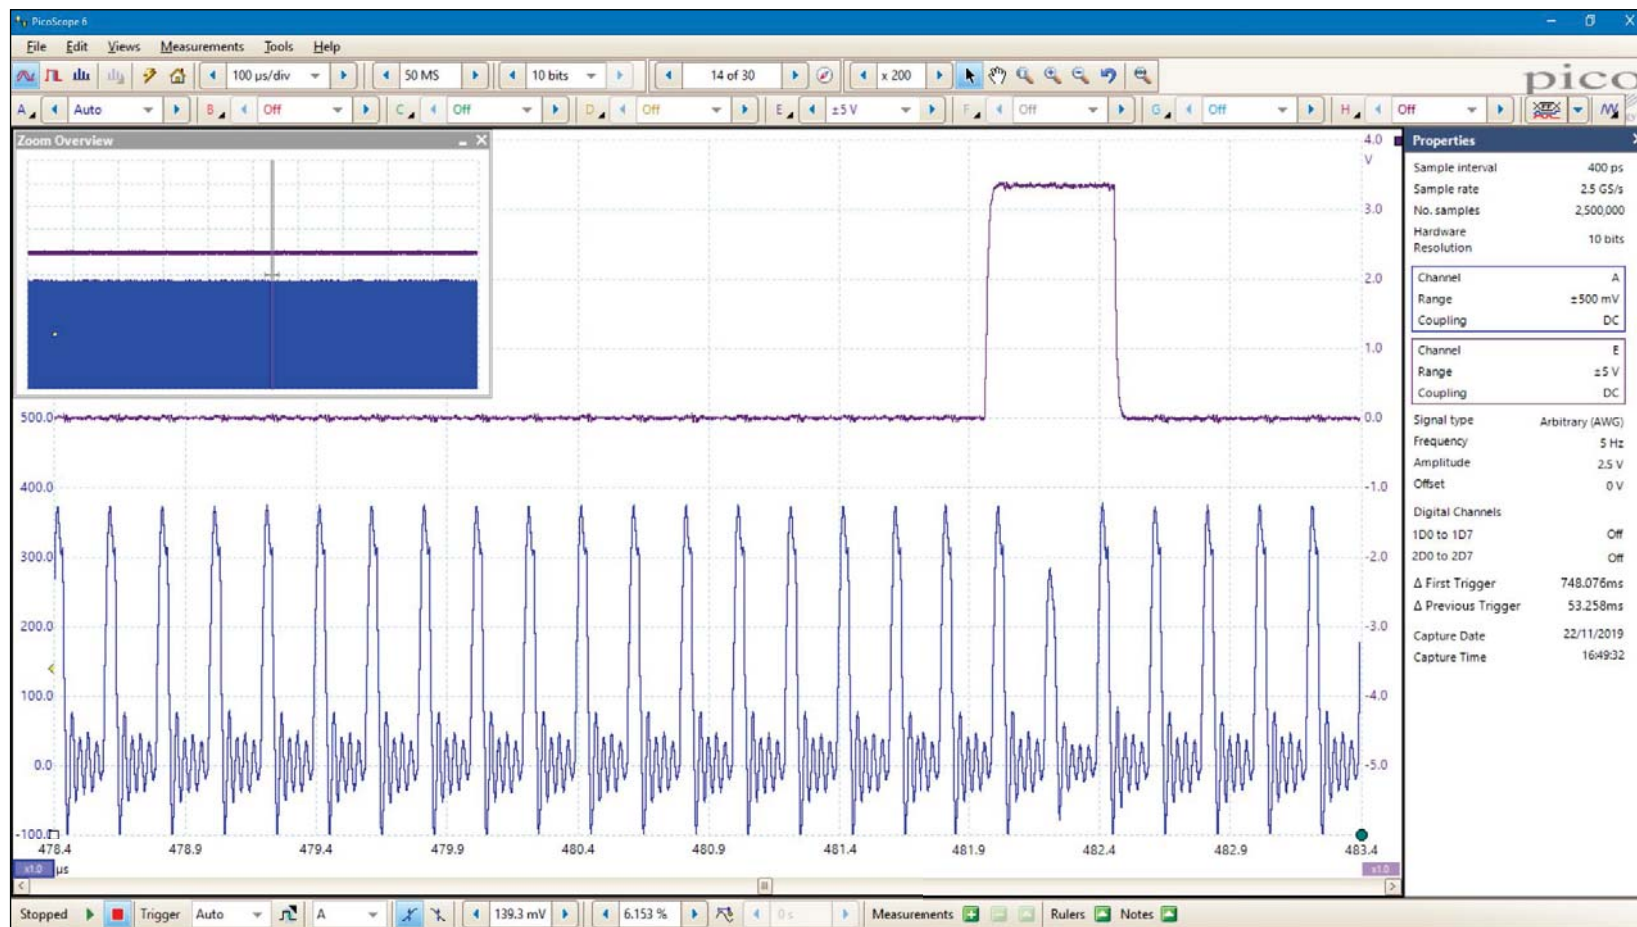 PicoScope 6
File Edit Views Measurements Tools Help
100 µs/div 50 MS 10 bits 14 of 30 x 200
pico
A Auto B Off C Off D Off E ±5 V F Off G Off H Off
Zoom Overview
4.0
V
3.0
2.0
1.0
0.0
-1.0
-2.0
-3.0
-4.0
-5.0
500.0
400.0
300.0
200.0
100.0
0.0
-100.0
478.4 478.9 479.4 479.9 480.4 480.9 481.4 481.9 482.4 482.9 483.4
x1.0 µs x1.0
Properties
Sample interval 400 ps
Sample rate 2.5 GS/s
No. samples 2,500,000
Hardware
Resolution 10 bits
Channel A
Range ±500 mV
Coupling DC
Channel E
Range ±5 V
Coupling DC
Signal type Arbitrary (AWG)
Frequency 5 Hz
Amplitude 2.5 V
Offset 0 V
Digital Channels
1D0 to 1D7 Off
2D0 to 2D7 Off
Δ First Trigger 748.076ms
Δ Previous Trigger 53.258ms
Capture Date 22/11/2019
Capture Time 16:49:32
Stopped Trigger Auto A 139.3 mV 6.153 % 0 s Measurements Rulers Notes